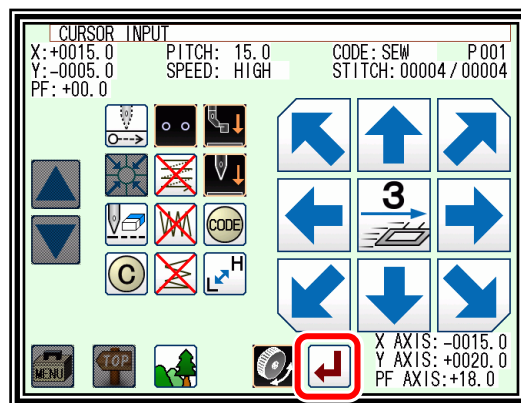 CURSOR INPUT
X:+0015.0 PITCH: 15.0 CODE:SEW P001
Y:-0005.0 SPEED: HIGH STITCH:00004/00004
PF:+00.0
3
CODE
C
L H
MENU TOP
X AXIS:-0015.0
Y AXIS:+0020.0
PF AXIS:+18.0